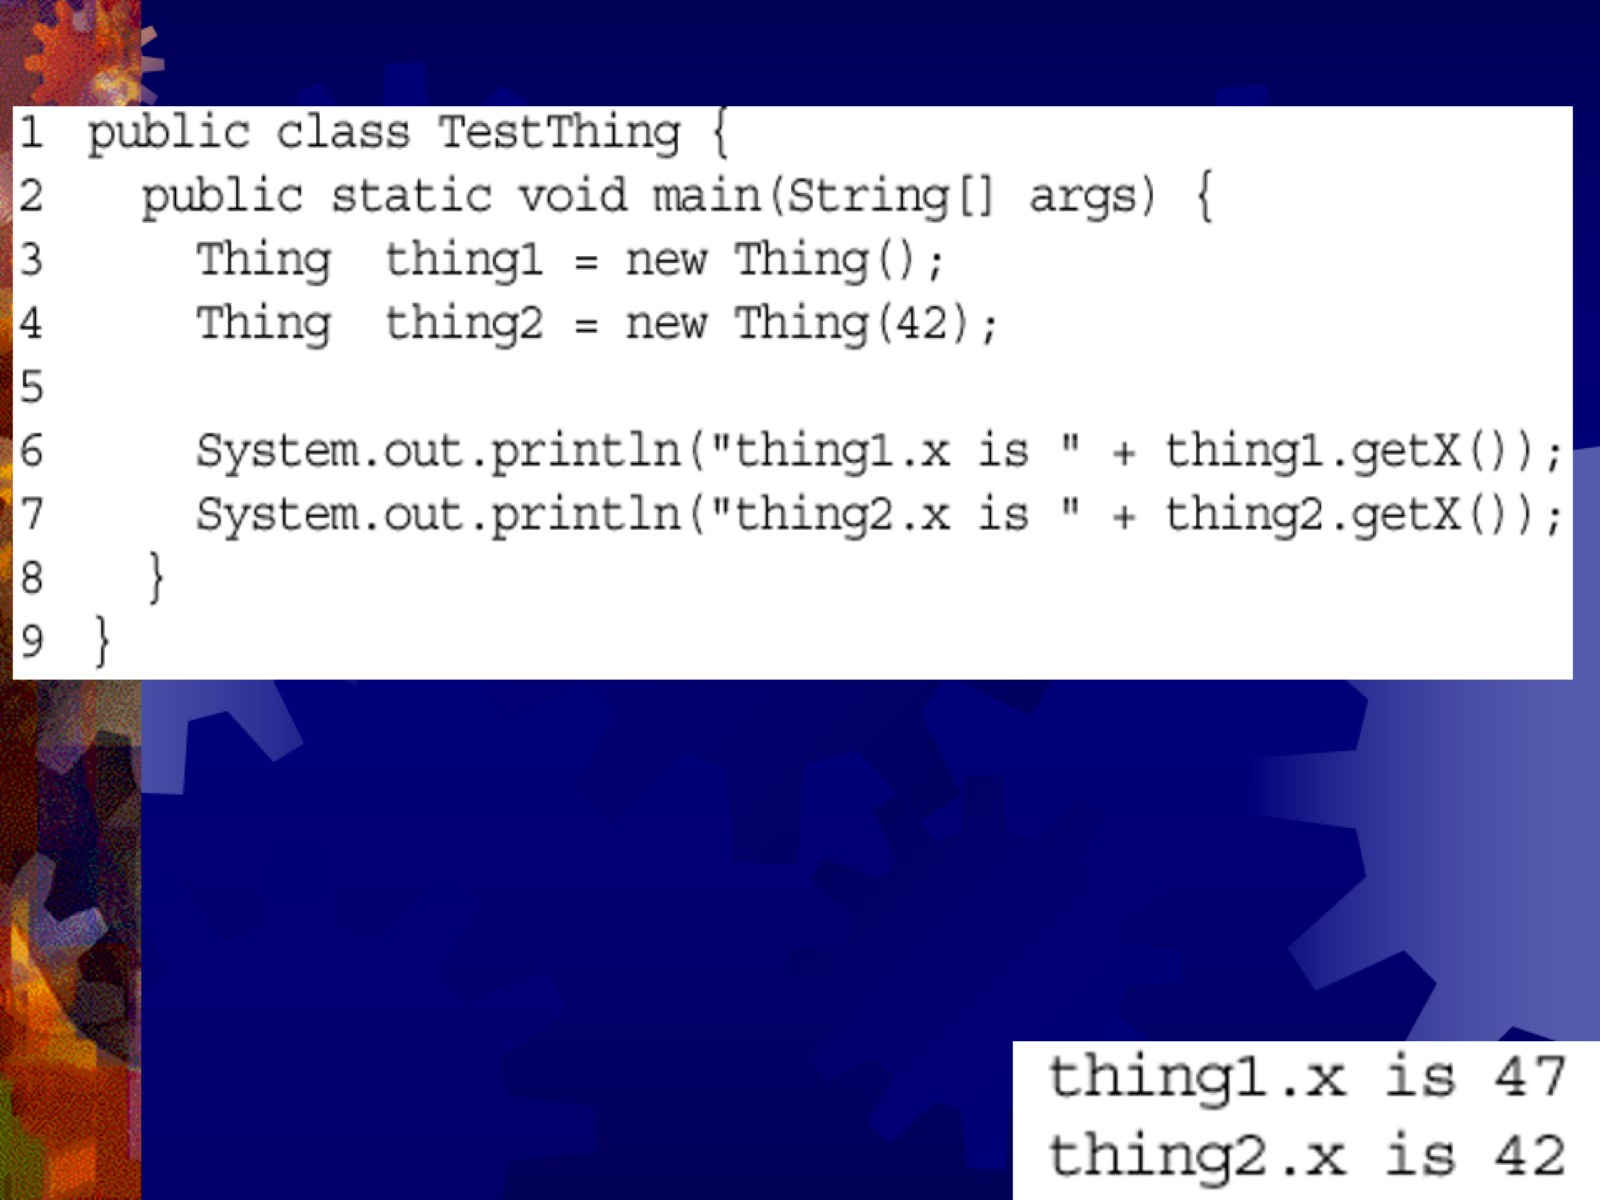 1 public class TestThing {
2   public static void main(String[] args) {
3     Thing  thing1 = new Thing();
4     Thing  thing2 = new Thing(42);
5
6     System.out.println("thing1.x is " + thing1.getX());
7     System.out.println("thing2.x is " + thing2.getX());
8   }
9 }
thing1.x is 47
thing2.x is 42